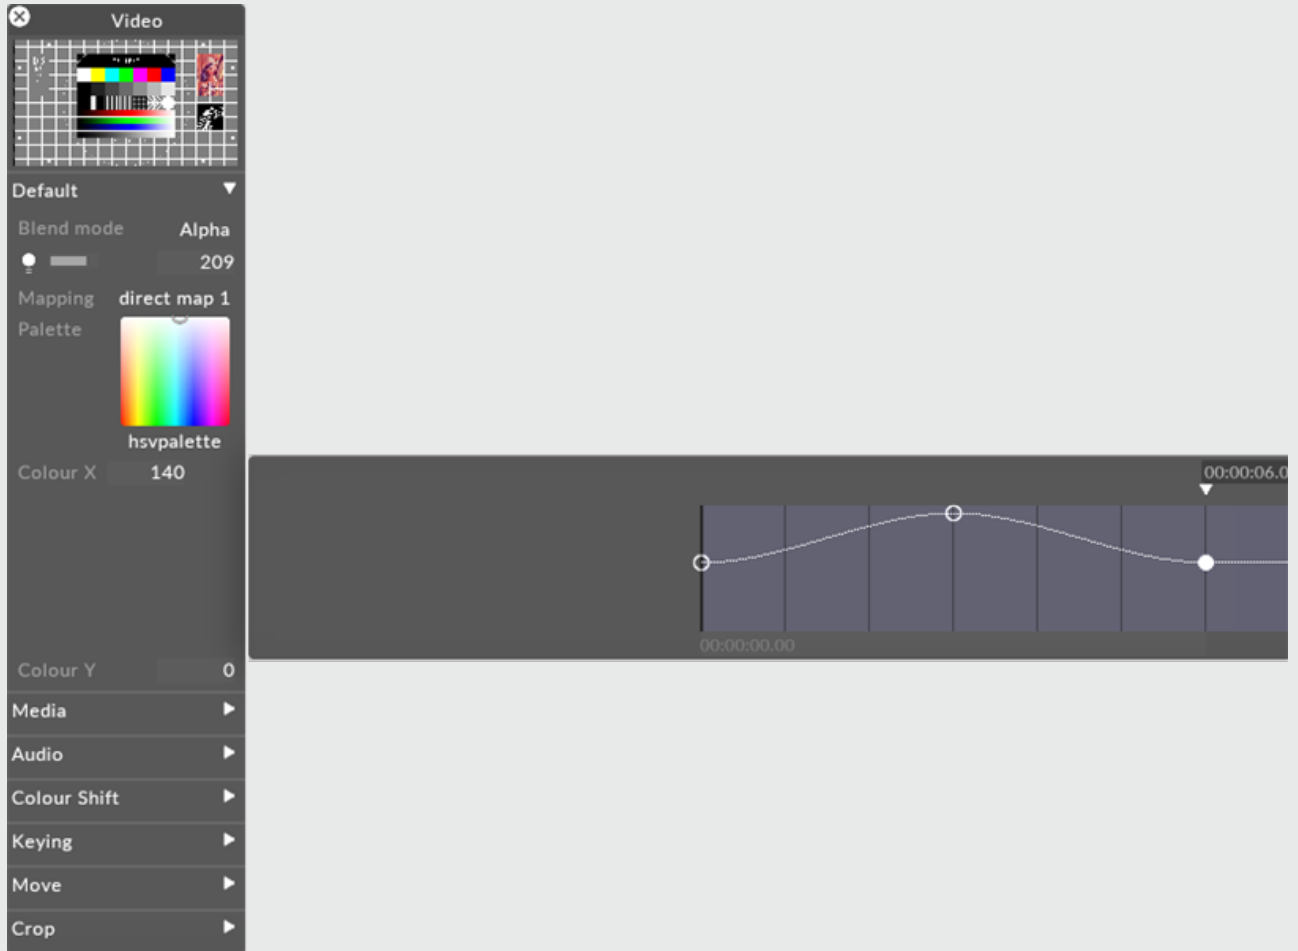 Video
Default
Blend mode Alpha
209
Mapping direct map 1
Palette
hsvpalette
Colour X 140
00:00:06.0
00:00:00.00
Colour Y 0
Media
Audio
Colour Shift
Keying
Move
Crop